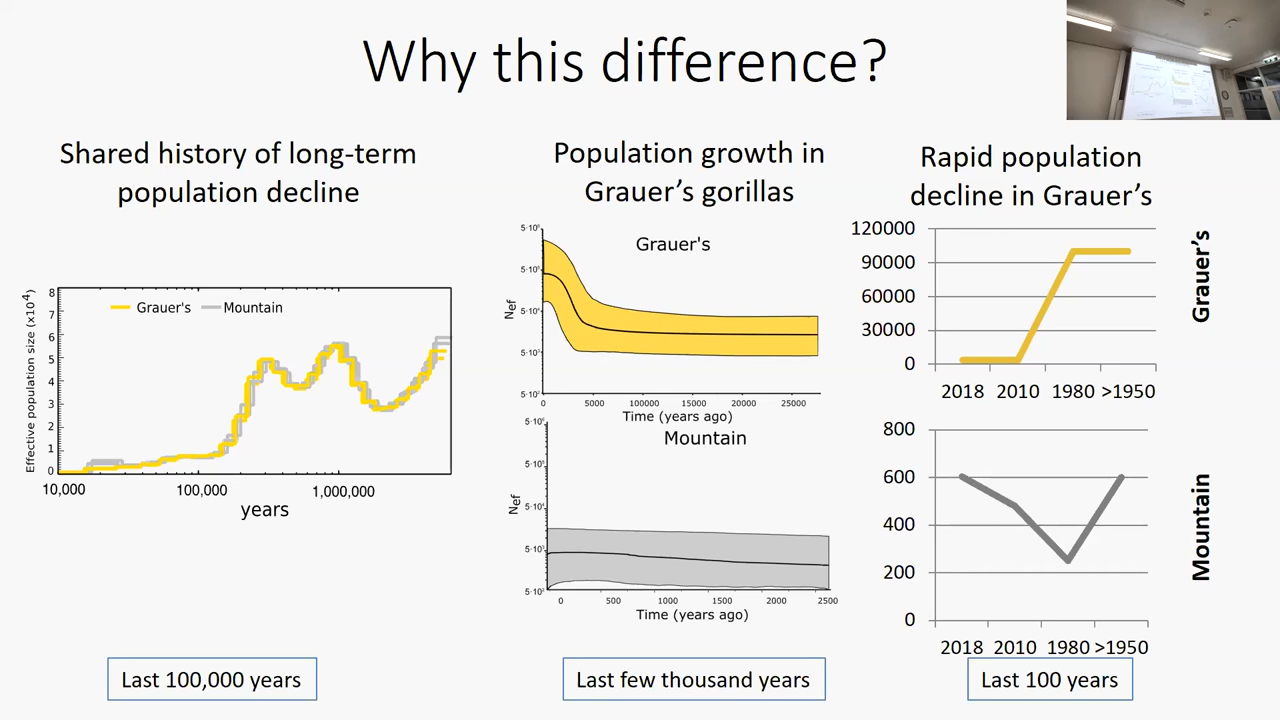 Why this difference?
Shared history of long-term
population decline
Effective population size (x10⁴)
8
7
6
5
4
3
2
1
0
Grauer's
Mountain
10,000
100,000
1,000,000
years
Last 100,000 years
Population growth in
Grauer’s gorillas
Nef
Grauer's
0
5000
10000
15000
20000
25000
Time (years ago)
Mountain
Nef
0
500
1000
1500
2000
2500
Time (years ago)
Last few thousand years
Rapid population
decline in Grauer’s
120000
90000
60000
30000
0
2018 2010 1980 >1950
Grauer’s
800
600
400
200
0
2018 2010 1980 >1950
Mountain
Last 100 years